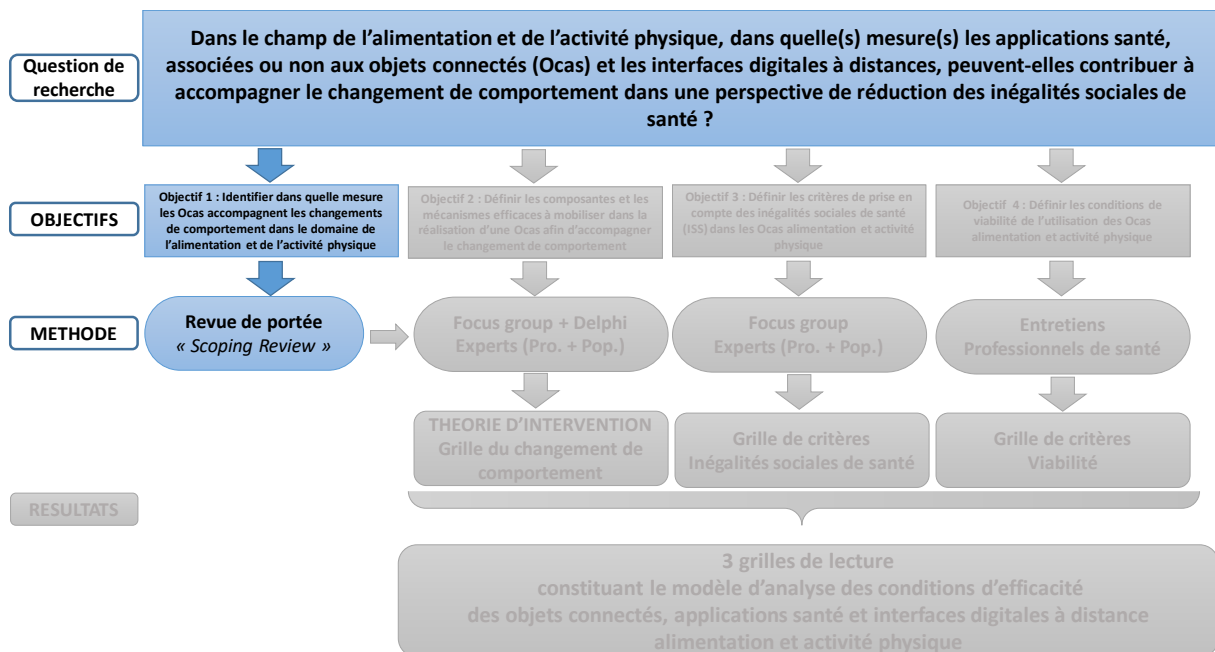 Question de
recherche
Dans le champ de l'alimentation et de l'activité physique, dans quelle(s) mesure(s) les applications santé,
associées ou non aux objets connectés (Ocas) et les interfaces digitales à distances, peuvent-elles contribuer à
accompagner le changement de comportement dans une perspective de réduction des inégalités sociales de
santé ?
OBJECTIFS
Objectif 1 : Identifier dans quelle mesure
les Ocas accompagnent les changements
de comportement dans le domaine de
l'alimentation et de l'activité physique
Objectif 2 : Définir les composantes et les
mécanismes efficaces à mobiliser dans la
réalisation d'une Ocas afin d'accompagner
le changement de comportement
Objectif 3 : Définir les critères de prise en
compte des inégalités sociales de santé
(ISS) dans les Ocas alimentation et activité
physique
Objectif 4 : Définir les conditions de
viabilité de l'utilisation des Ocas
alimentation et activité physique
METHODE
Revue de portée
« Scoping Review »
Focus group + Delphi
Experts (Pro. + Pop.)
Focus group
Experts (Pro. + Pop.)
Entretiens
Professionnels de santé
THEORIE D'INTERVENTION
Grille du changement de
comportement
Grille de critères
Inégalités sociales de santé
Grille de critères
Viabilité
RESULTATS
3 grilles de lecture
constituant le modèle d'analyse des conditions d'efficacité
des objets connectés, applications santé et interfaces digitales à distance
alimentation et activité physique